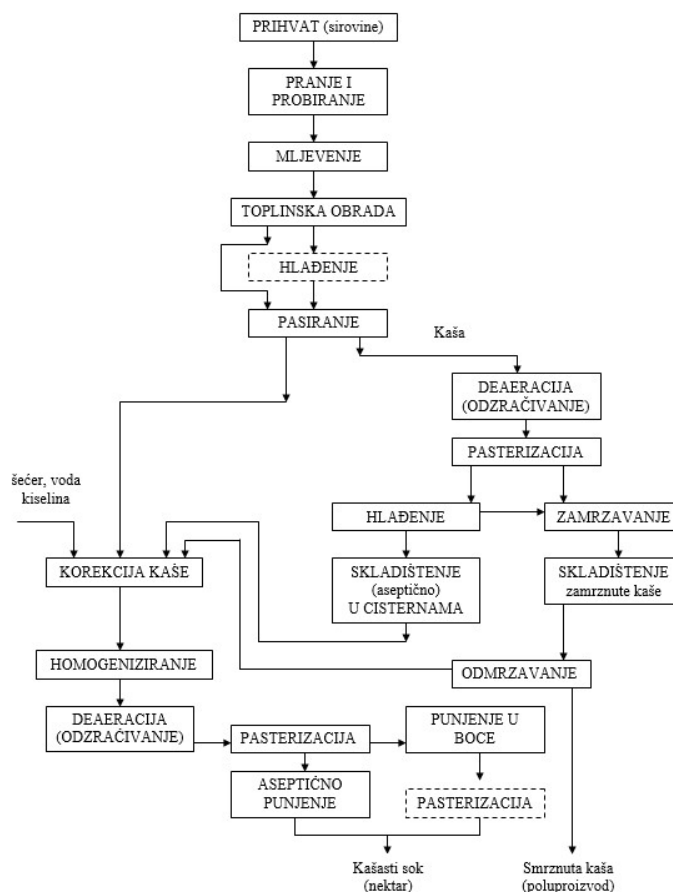 PRIHVAT (sirovine)
PRANJE I
PROBIRANJE
MLJEVENJE
TOPLINSKA OBRADA
HLAĐENJE
PASIRANJE
Kaša
DEAERACIJA
(ODZRAČIVANJE)
PASTERIZACIJA
šećer, voda
kiselina
HLAĐENJE
ZAMRZAVANJE
KOREKCIJA KAŠE
SKLADIŠTENJE
(aseptično)
U CISTERNAMA
SKLADIŠTENJE
zamrznute kaše
HOMOGENIZIRANJE
ODMRZAVANJE
DEAERACIJA
(ODZRAČIVANJE)
PASTERIZACIJA
PUNJENJE U
BOCE
ASEPTIČNO
PUNJENJE
PASTERIZACIJA
Kašasti sok
(nektar)
Smrznuta kaša
(poluproizvod)